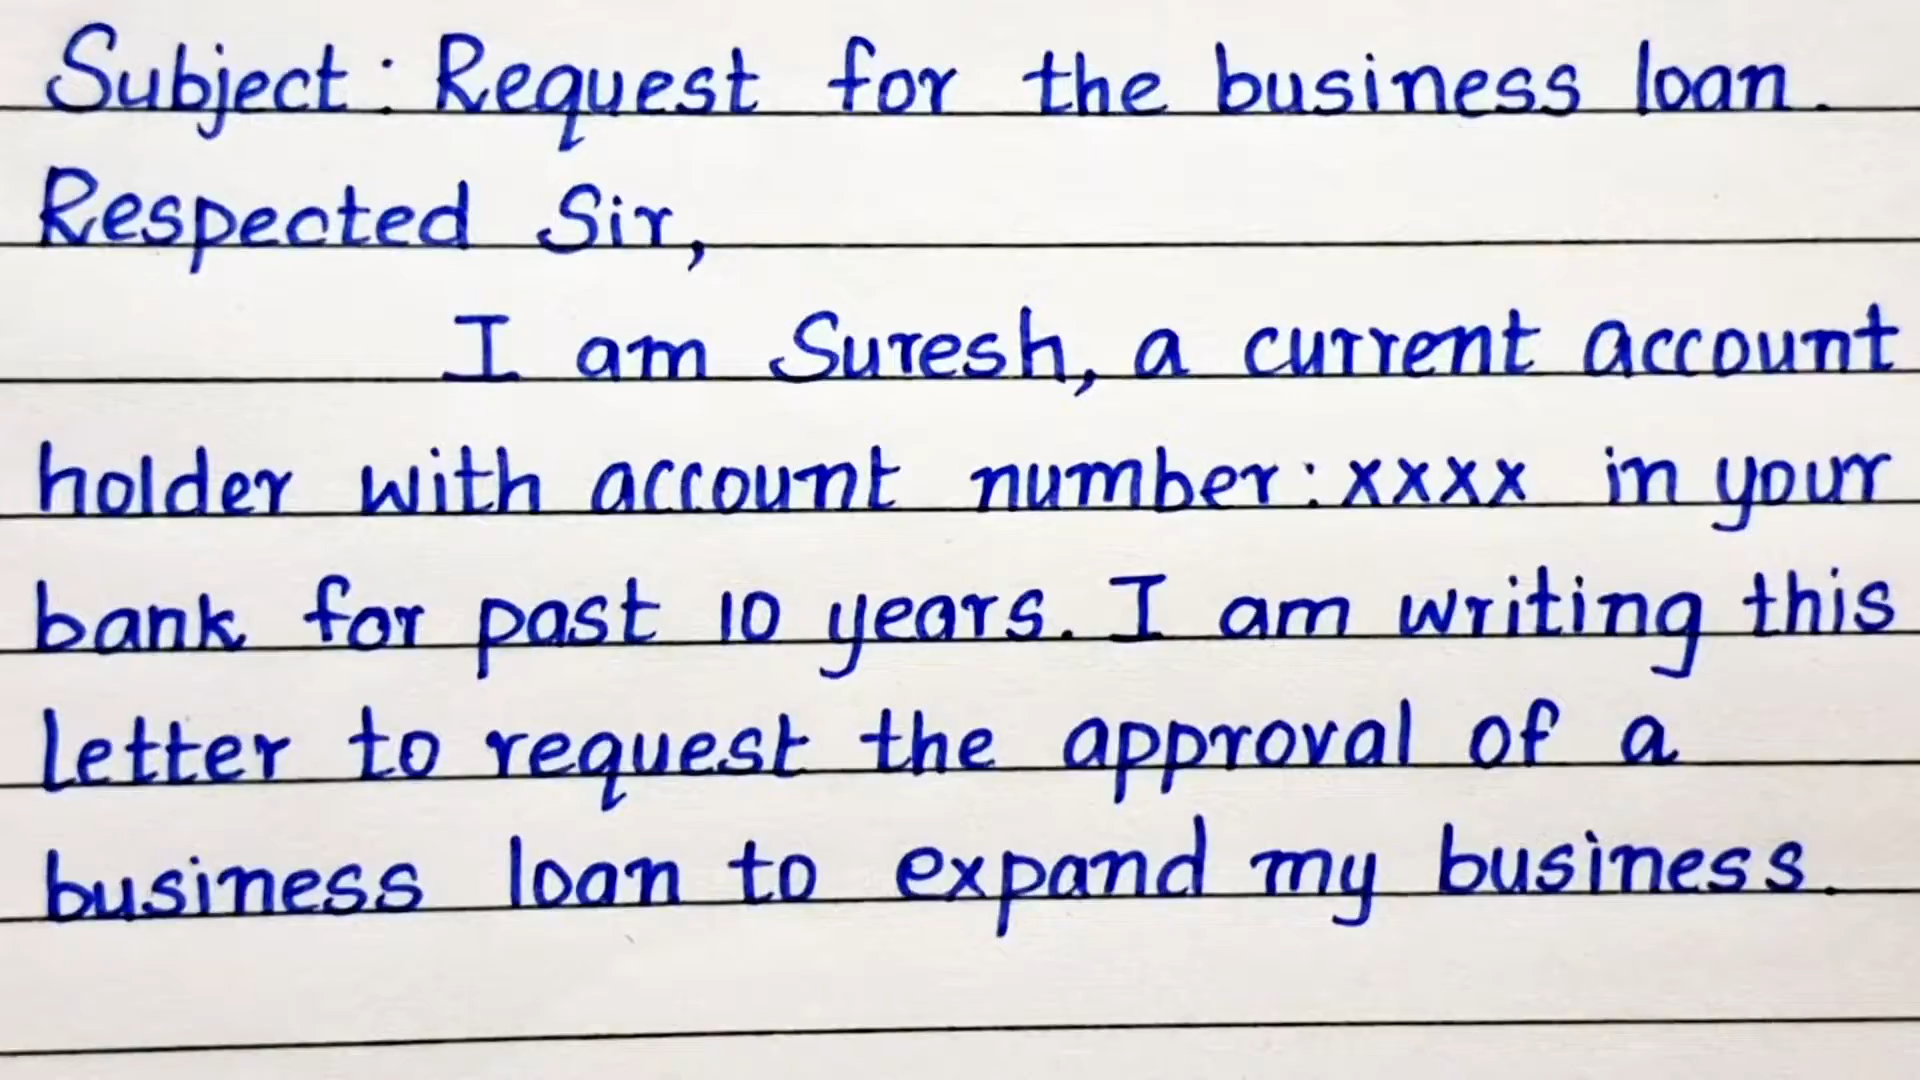 Subject: Request for the business loan.
Respected Sir,
I am Suresh, a current account
holder with account number: xxxx in your
bank for past 10 years. I am writing this
letter to request the approval of a
business loan to expand my business.